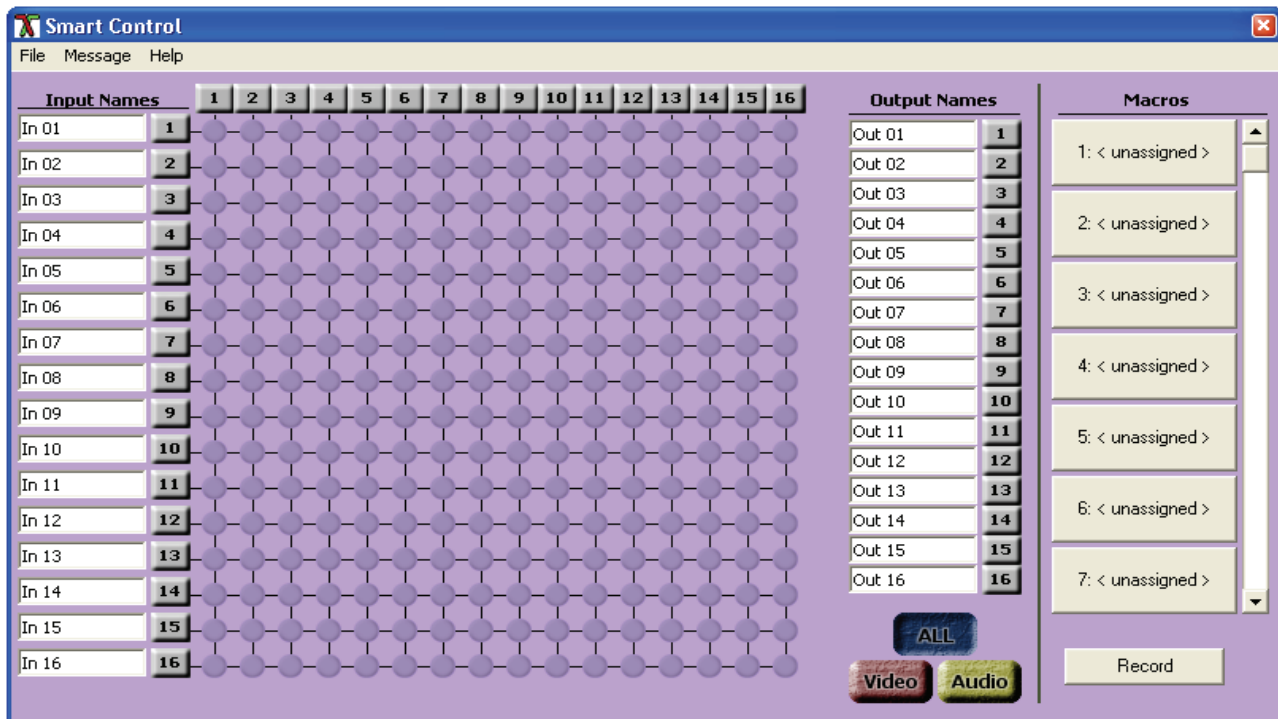 Smart Control
File Message Help
Input Names
1 2 3 4 5 6 7 8 9 10 11 12 13 14 15 16
In 01 1
In 02 2
In 03 3
In 04 4
In 05 5
In 06 6
In 07 7
In 08 8
In 09 9
In 10 10
In 11 11
In 12 12
In 13 13
In 14 14
In 15 15
In 16 16
Output Names
Out 01 1
Out 02 2
Out 03 3
Out 04 4
Out 05 5
Out 06 6
Out 07 7
Out 08 8
Out 09 9
Out 10 10
Out 11 11
Out 12 12
Out 13 13
Out 14 14
Out 15 15
Out 16 16
ALL
Video Audio
Macros
1: < unassigned >
2: < unassigned >
3: < unassigned >
4: < unassigned >
5: < unassigned >
6: < unassigned >
7: < unassigned >
Record